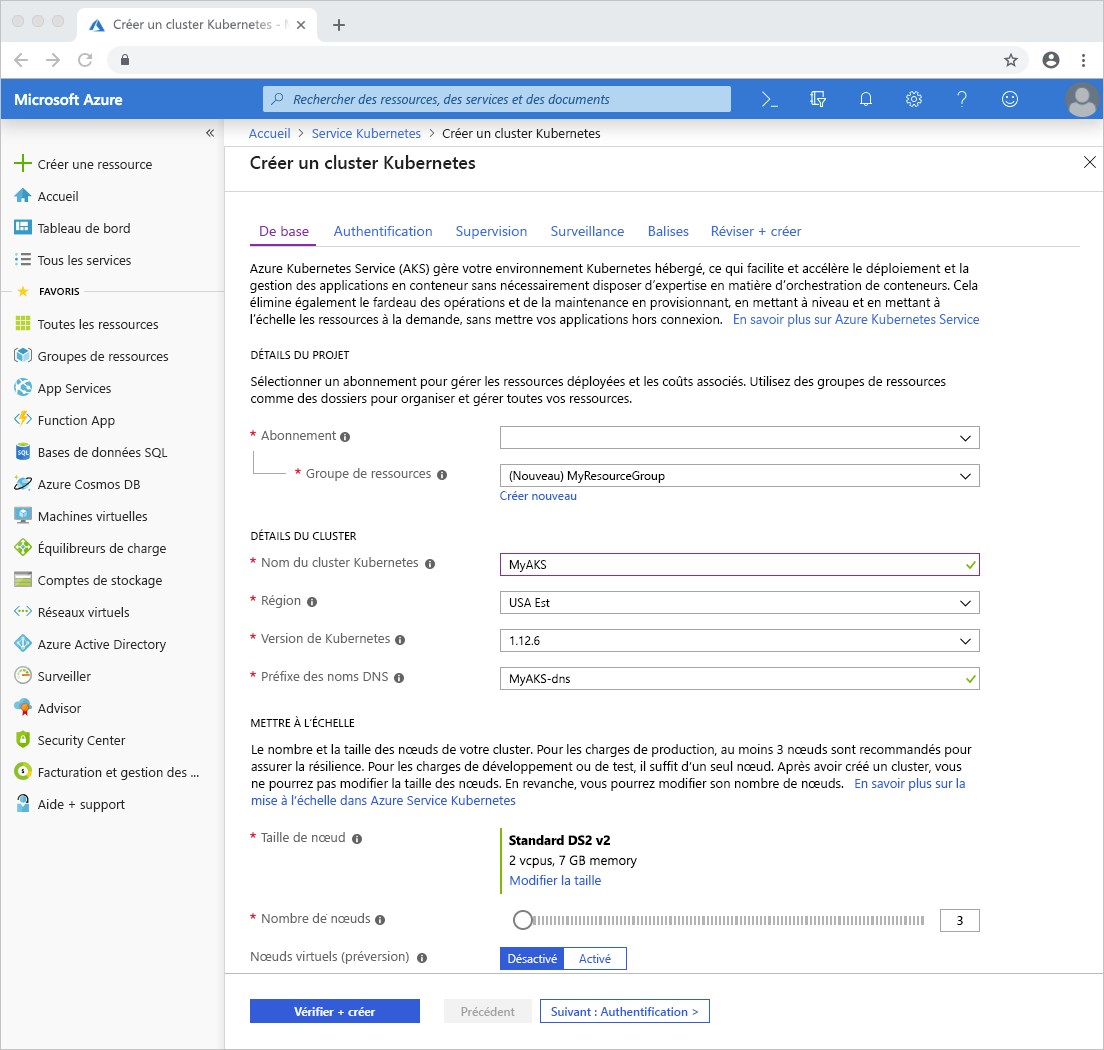 Créer un cluster Kubernetes -
Microsoft Azure
Rechercher des ressources, des services et des documents
Accueil > Service Kubernetes > Créer un cluster Kubernetes
Créer un cluster Kubernetes
Créer une ressource
Accueil
Tableau de bord
Tous les services
FAVORIS
Toutes les ressources
Groupes de ressources
App Services
Function App
Bases de données SQL
Azure Cosmos DB
Machines virtuelles
Équilibreurs de charge
Comptes de stockage
Réseaux virtuels
Azure Active Directory
Surveiller
Advisor
Security Center
Facturation et gestion des ...
Aide + support
De base Authentification Supervision Surveillance Balises Réviser + créer
Azure Kubernetes Service (AKS) gère votre environnement Kubernetes hébergé, ce qui facilite et accélère le déploiement et la
gestion des applications en conteneur sans nécessairement disposer d'expertise en matière d'orchestration de conteneurs. Cela
élimine également le fardeau des opérations et de la maintenance en provisionnant, en mettant à niveau et en mettant à
l'échelle les ressources à la demande, sans mettre vos applications hors connexion. En savoir plus sur Azure Kubernetes Service
DÉTAILS DU PROJET
Sélectionner un abonnement pour gérer les ressources déployées et les coûts associés. Utilisez des groupes de ressources
comme des dossiers pour organiser et gérer toutes vos ressources.
* Abonnement
* Groupe de ressources (Nouveau) MyResourceGroup
Créer nouveau
DÉTAILS DU CLUSTER
* Nom du cluster Kubernetes MyAKS
* Région USA Est
* Version de Kubernetes 1.12.6
* Préfixe des noms DNS MyAKS-dns
METTRE À L'ÉCHELLE
Le nombre et la taille des nœuds de votre cluster. Pour les charges de production, au moins 3 nœuds sont recommandés pour
assurer la résilience. Pour les charges de développement ou de test, il suffit d'un seul nœud. Après avoir créé un cluster, vous
ne pourrez pas modifier la taille des nœuds. En revanche, vous pourrez modifier son nombre de nœuds. En savoir plus sur la
mise à l'échelle dans Azure Service Kubernetes
* Taille de nœud Standard DS2 v2
2 vcpus, 7 GB memory
Modifier la taille
* Nombre de nœuds 3
Nœuds virtuels (préversion) Désactivé Activé
Vérifier + créer Précédent Suivant : Authentification >